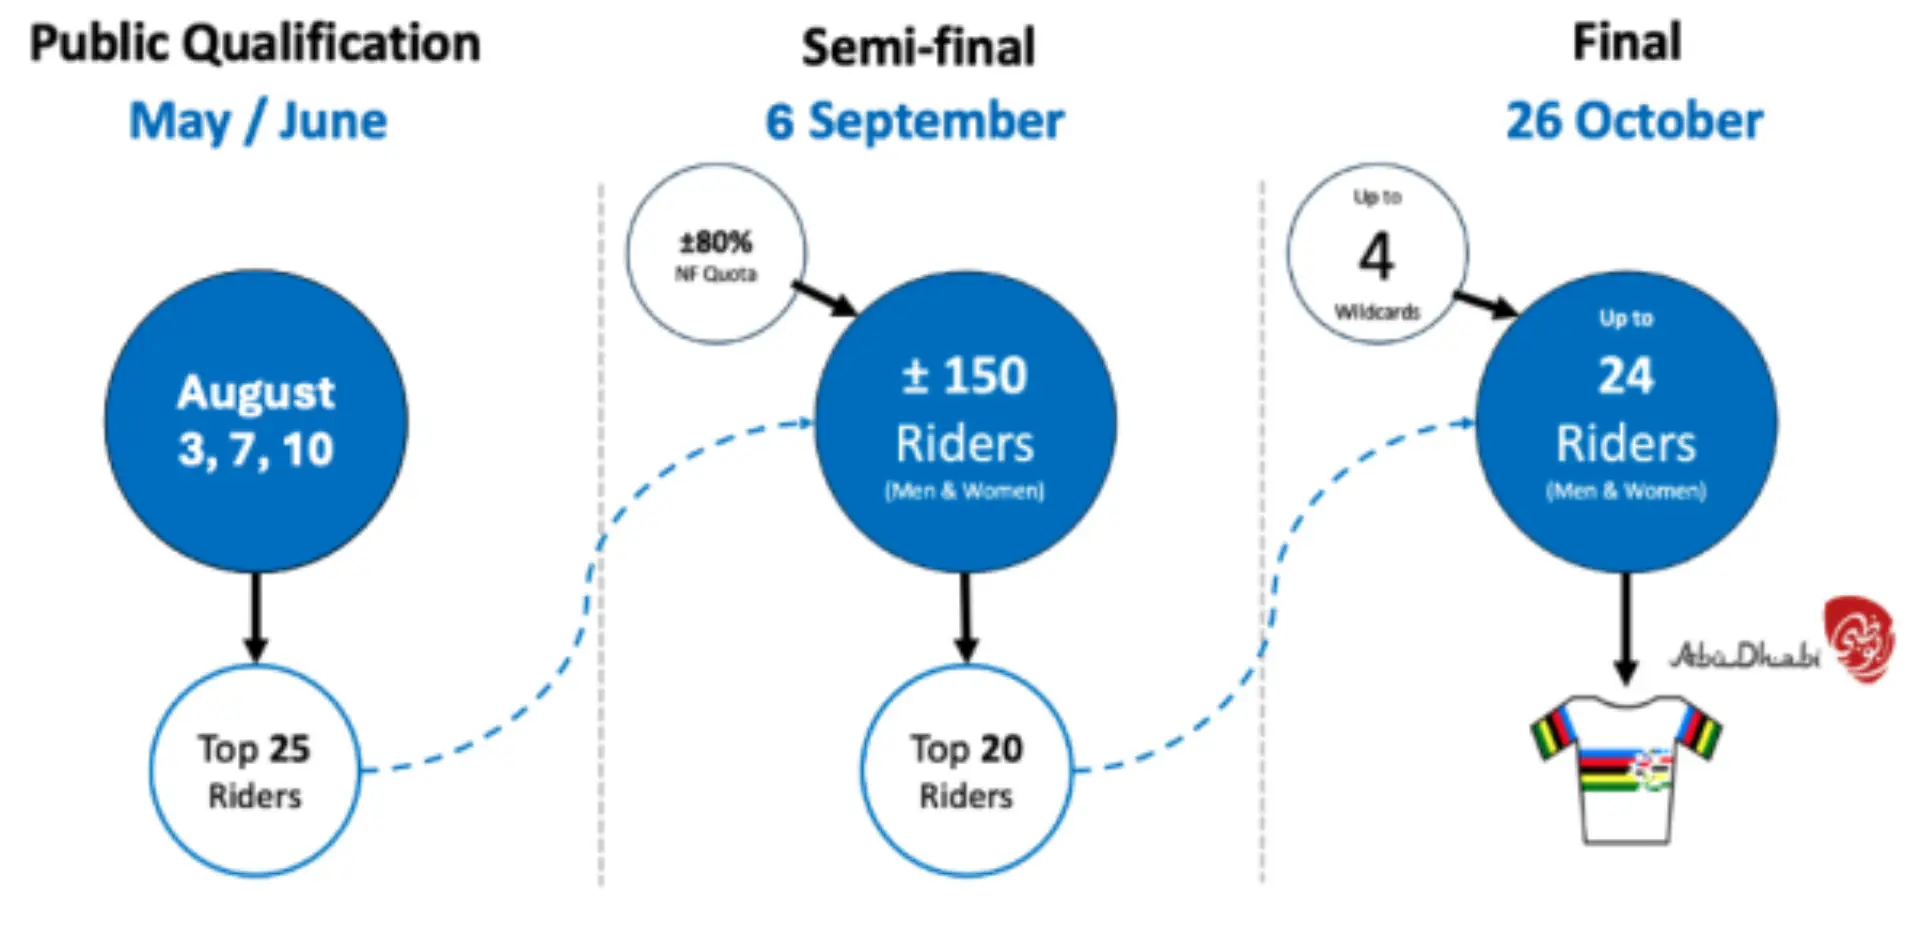 Public Qualification
May / June
August
3, 7, 10
Top 25
Riders
Semi-final
6 September
±80%
NF Quota
± 150
Riders
(Men & Women)
Top 20
Riders
Final
26 October
Up to
4
Wildcards
Up to
24
Riders
(Men & Women)
Abu Dhabi